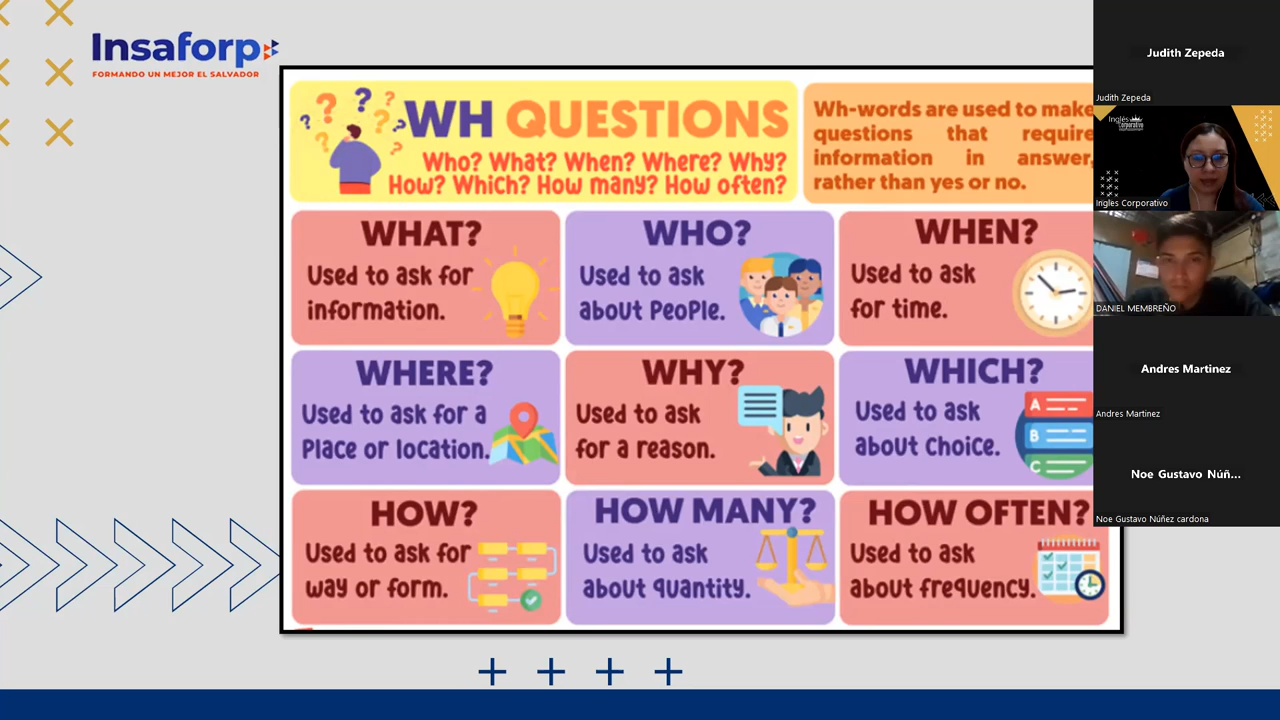 Insaforp
FORMANDO UN MEJOR EL SALVADOR
WH QUESTIONS
Who? What? When? Where? Why?
How? Which? How many? How often?
Wh-words are used to make
questions that require
information in answer,
rather than yes or no.
WHAT?
Used to ask for
information.
WHO?
Used to ask
about People.
WHEN?
Used to ask
for time.
WHERE?
Used to ask for a
Place or location.
WHY?
Used to ask
for a reason.
WHICH?
Used to ask
about Choice.
A
B
C
HOW?
Used to ask for
way or form.
HOW MANY?
Used to ask
about quantity.
HOW OFTEN?
Used to ask
about frequency.
Judith Zepeda
Judith Zepeda
Inglés
Corporativo
Ingles Corporativo
DANIEL MEMBREÑO
Andres Martinez
Andres Martinez
Noe Gustavo Núñ...
Noe Gustavo Núñez cardona